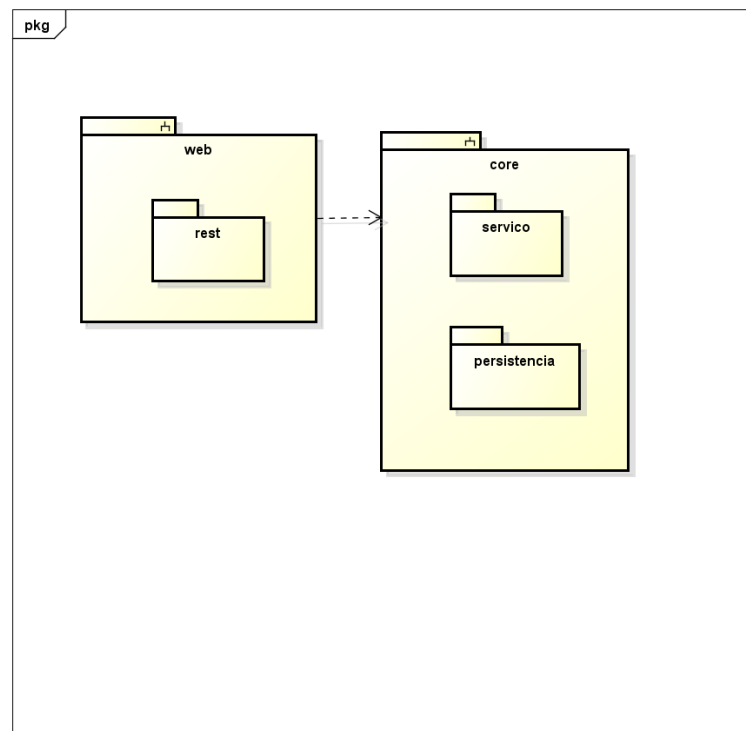 pkg
web
rest
core
servico
persistencia